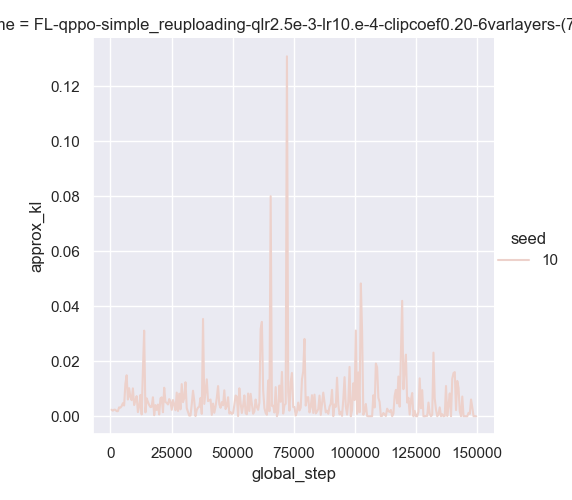 me = FL-qppo-simple_reuploading-qlr2.5e-3-lr10.e-4-clipcoef0.20-6varlayers-(7
0.12
0.10
0.08
0.06
0.04
0.02
0.00
approx_kl
0 25000 50000 75000 100000 125000 150000
global_step
seed
10